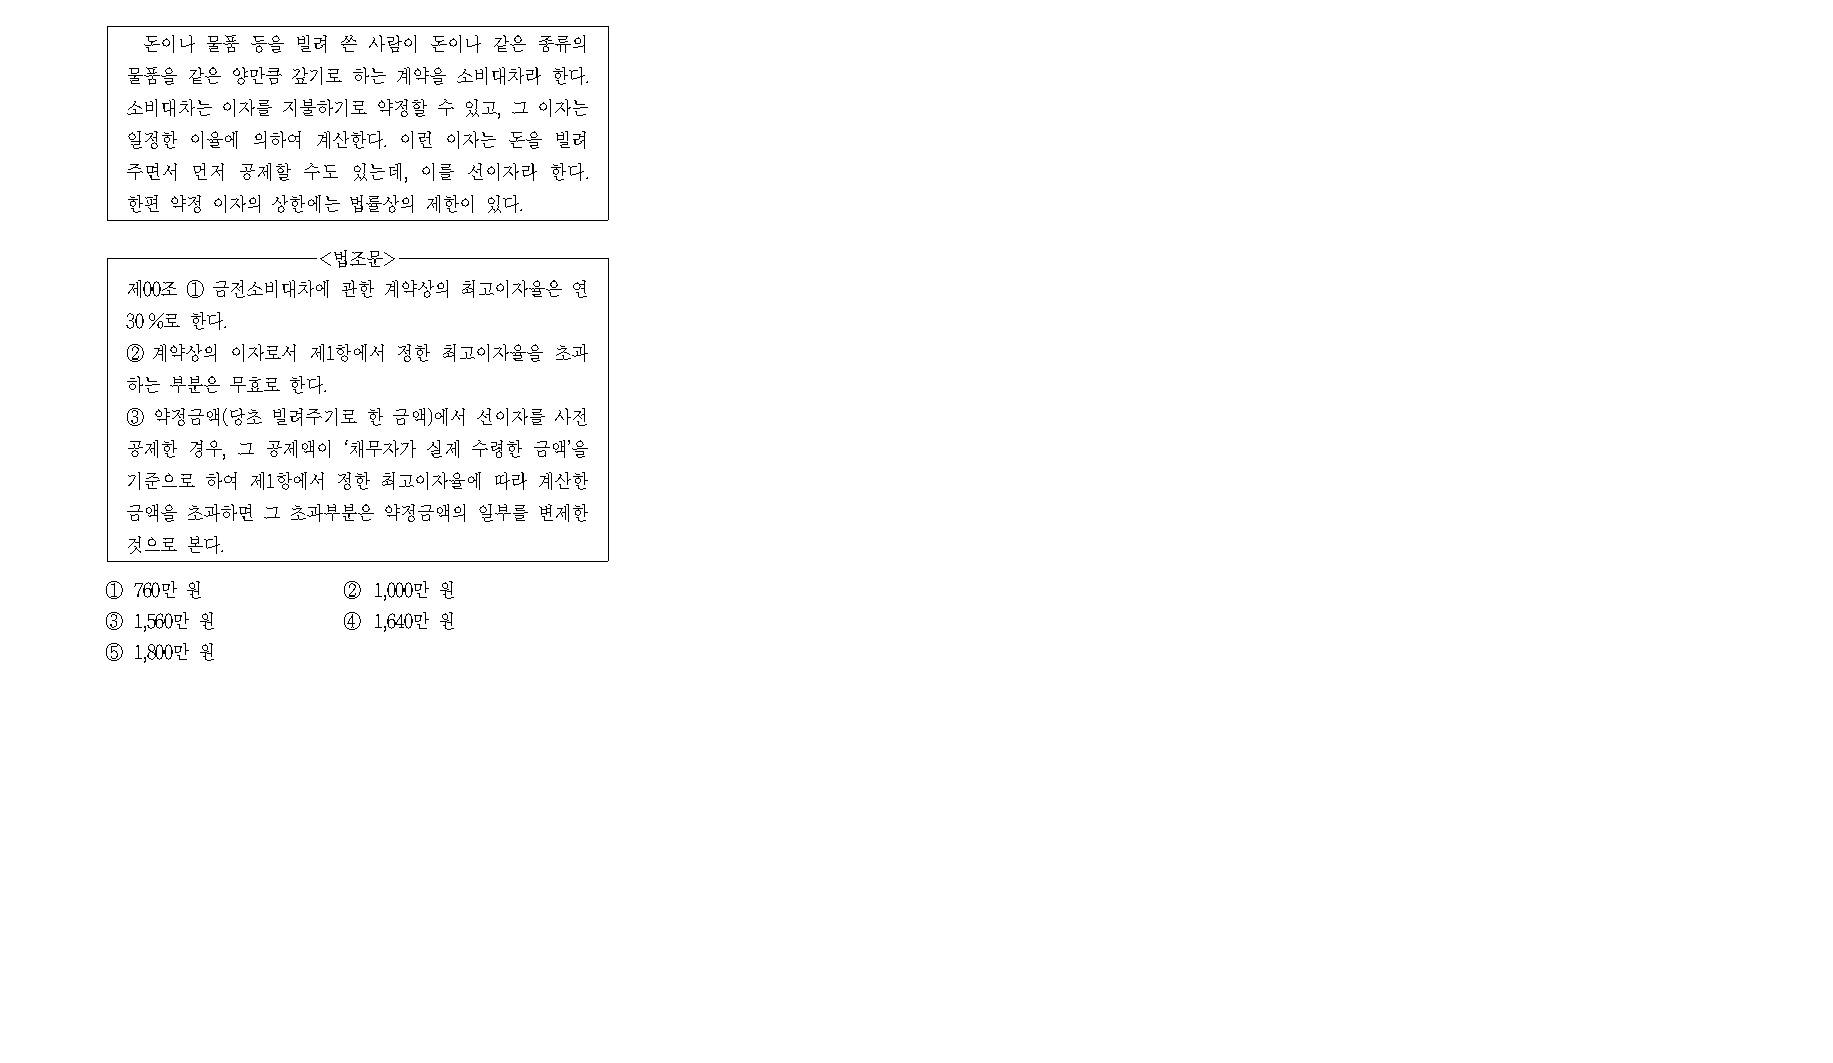 돈이나 물품 등을 빌려 쓴 사람이 돈이나 같은 종류의
물품을 같은 양만큼 갚기로 하는 계약을 소비대차라 한다.
소비대차는 이자를 지불하기로 약정할 수 있고, 그 이자는
일정한 이율에 의하여 계산한다. 이런 이자는 돈을 빌려
주면서 먼저 공제할 수도 있는데, 이를 선이자라 한다.
한편 약정 이자의 상한에는 법률상의 제한이 있다.
<법조문>
제00조 ① 금전소비대차에 관한 계약상의 최고이자율은 연
30 %로 한다.
② 계약상의 이자로서 제1항에서 정한 최고이자율을 초과
하는 부분은 무효로 한다.
③ 약정금액(당초 빌려주기로 한 금액)에서 선이자를 사전
공제한 경우, 그 공제액이 ‘채무자가 실제 수령한 금액’을
기준으로 하여 제1항에서 정한 최고이자율에 따라 계산한
금액을 초과하면 그 초과부분은 약정금액의 일부를 변제한
것으로 본다.
① 760만 원 ② 1,000만 원
③ 1,560만 원 ④ 1,640만 원
⑤ 1,800만 원